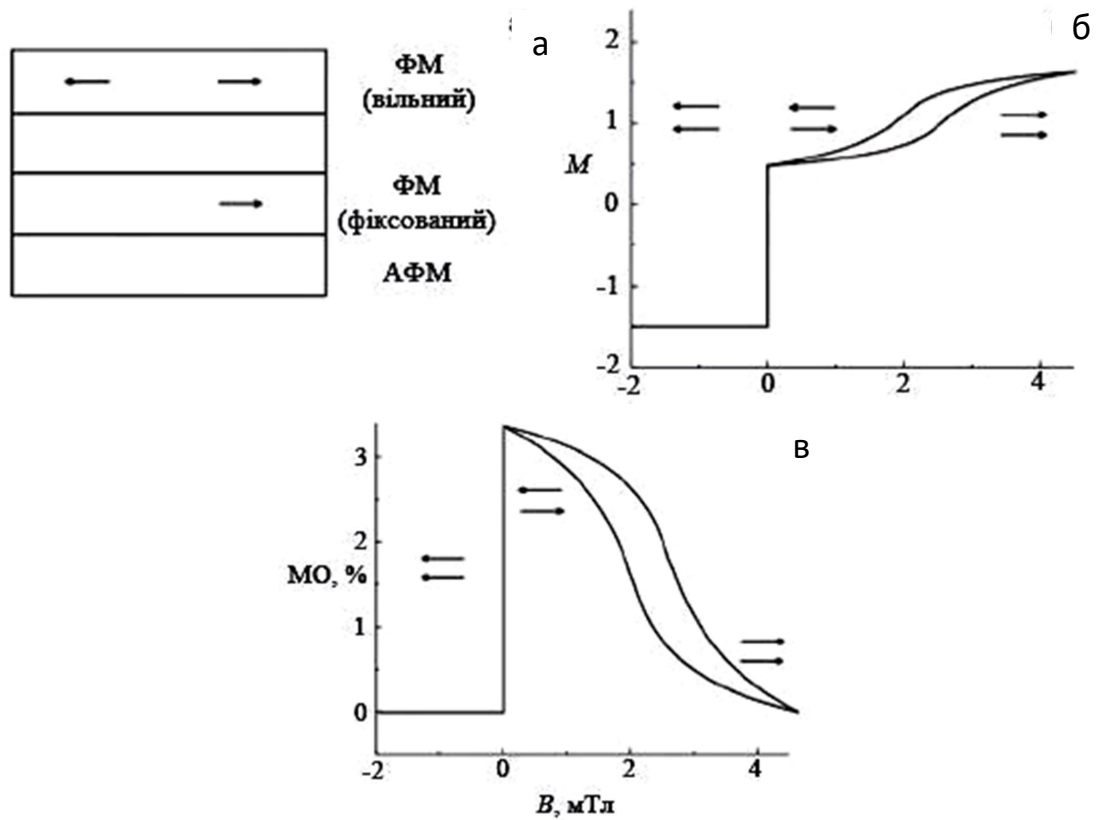 а
ФМ
(вільний)
ФМ
(фіксований)
АФМ
б
2
1
M
0
-1
-2
-2 0 2 4
в
3
2
МО, %
1
0
-2 0 2 4
B, мТл